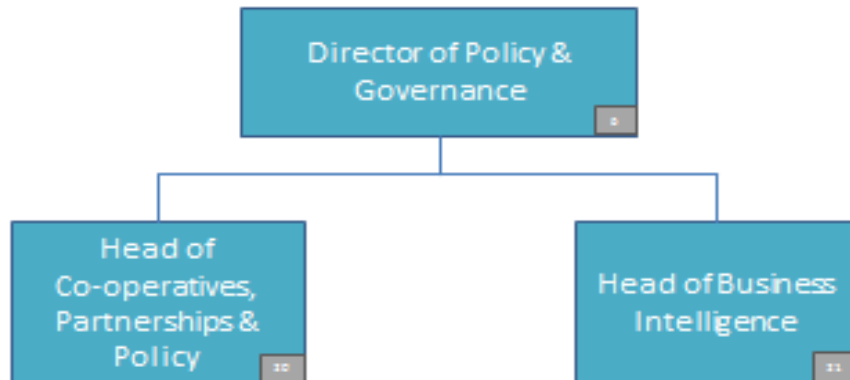 Director of Policy &
Governance
Head of
Co-operatives,
Partnerships &
Policy
Head of Business
Intelligence